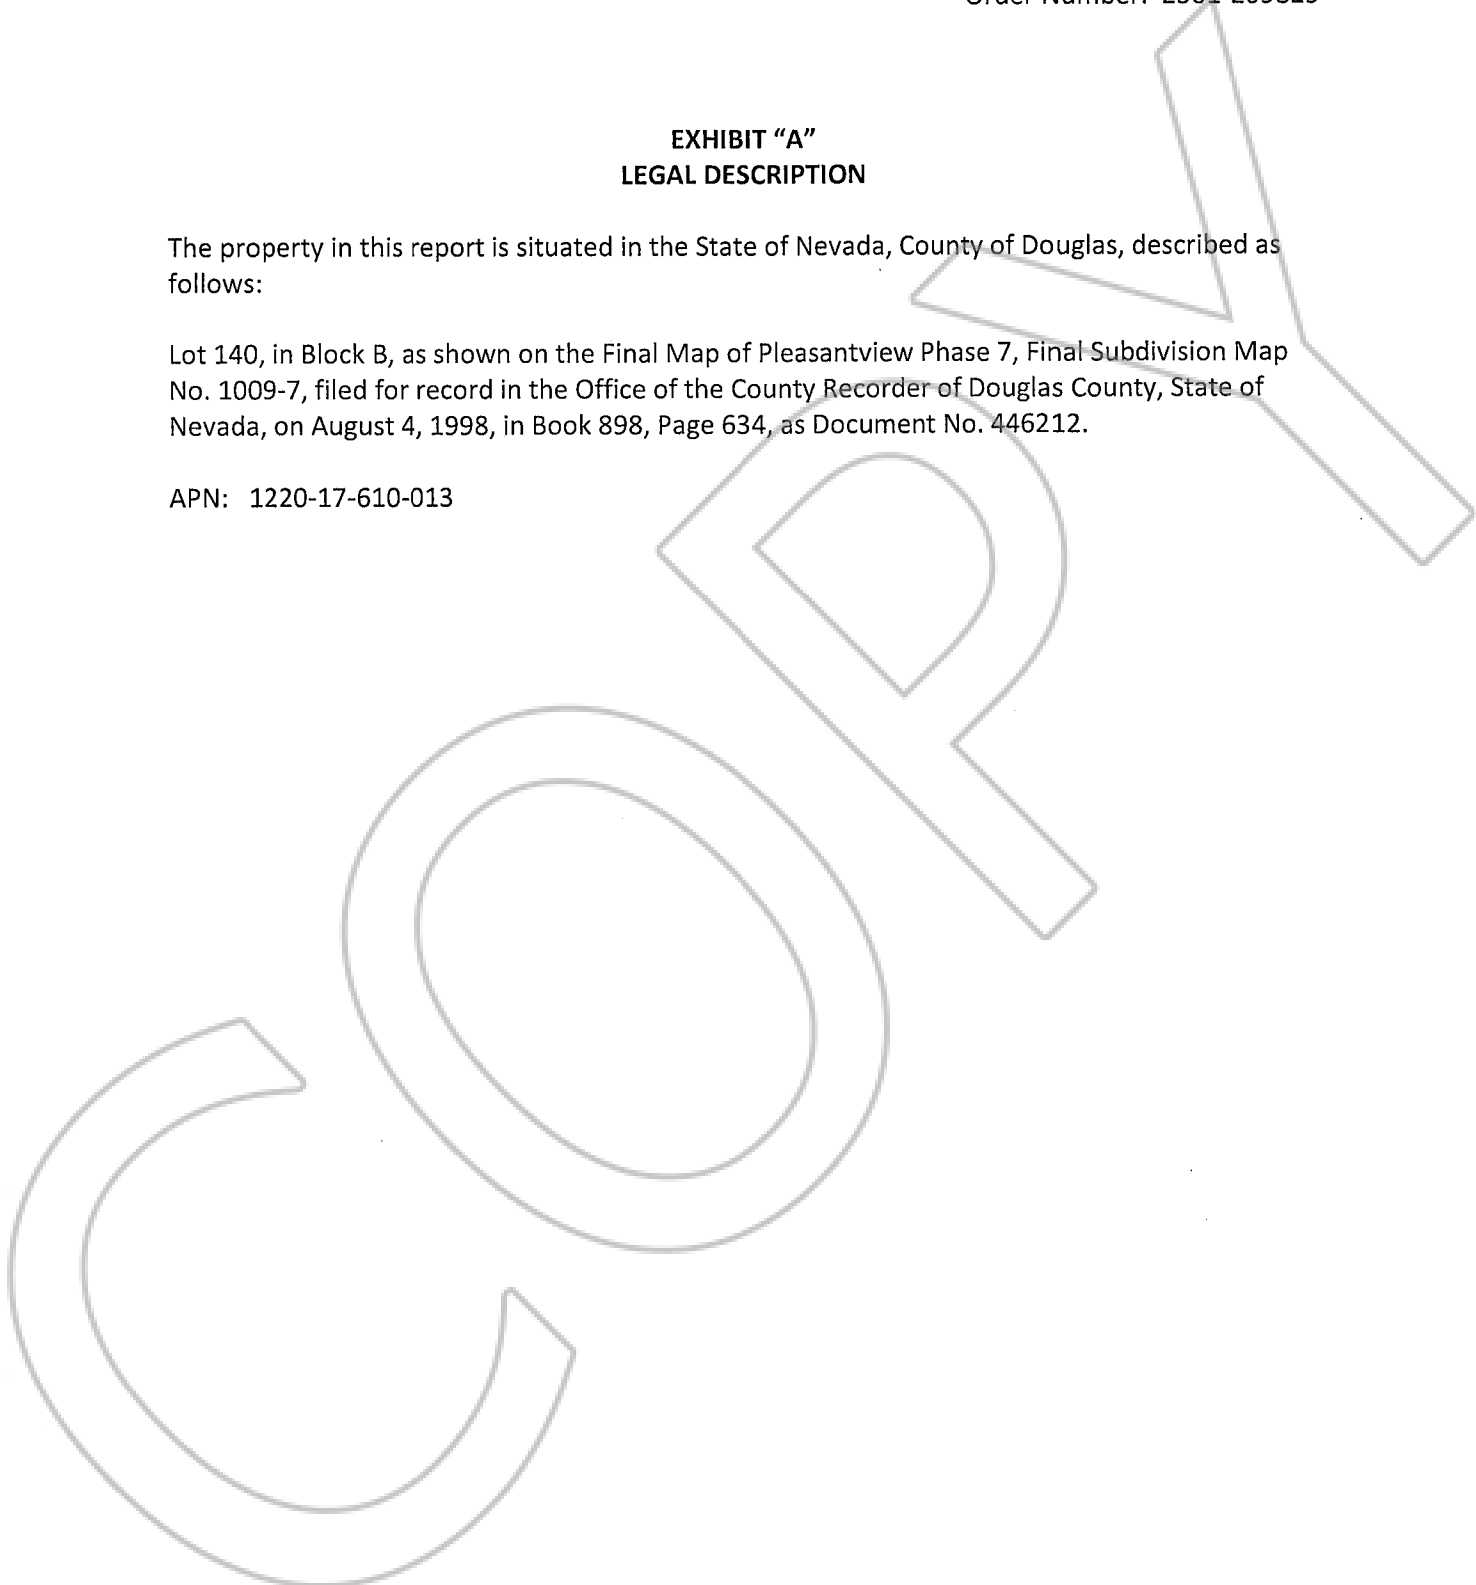 EXHIBIT “A”
LEGAL DESCRIPTION
The property in this report is situated in the State of Nevada, County of Douglas, described as
follows:
Lot 140, in Block B, as shown on the Final Map of Pleasantview Phase 7, Final Subdivision Map
No. 1009-7, filed for record in the Office of the County Recorder of Douglas County, State of
Nevada, on August 4, 1998, in Book 898, Page 634, as Document No. 446212.
APN: 1220-17-610-013
COPY